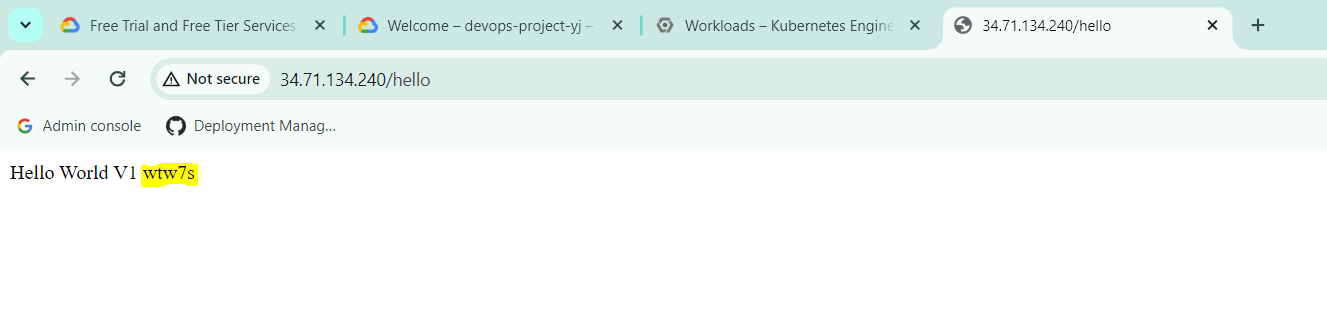 Free Trial and Free Tier Services
Welcome – devops-project-yj –
Workloads – Kubernetes Engine
34.71.134.240/hello
Not secure
34.71.134.240/hello
Admin console
Deployment Manag...
Hello World V1 wtw7s